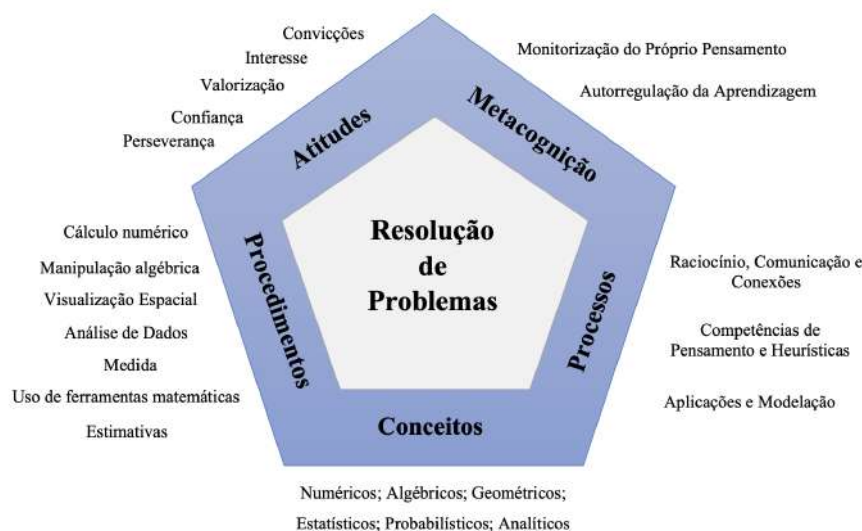 Convicções
Interesse
Valorização
Confiança
Perseverança
Atitudes
Monitorização do Próprio Pensamento
Autorregulação da Aprendizagem
Metacognição
Resolução
de
Problemas
Cálculo numérico
Manipulação algébrica
Visualização Espacial
Análise de Dados
Medida
Uso de ferramentas matemáticas
Estimativas
Procedimentos
Processos
Raciocínio, Comunicação e
Conexões
Competências de
Pensamento e Heurísticas
Aplicações e Modelação
Conceitos
Numéricos; Algébricos; Geométricos;
Estatísticos; Probabilísticos; Analíticos